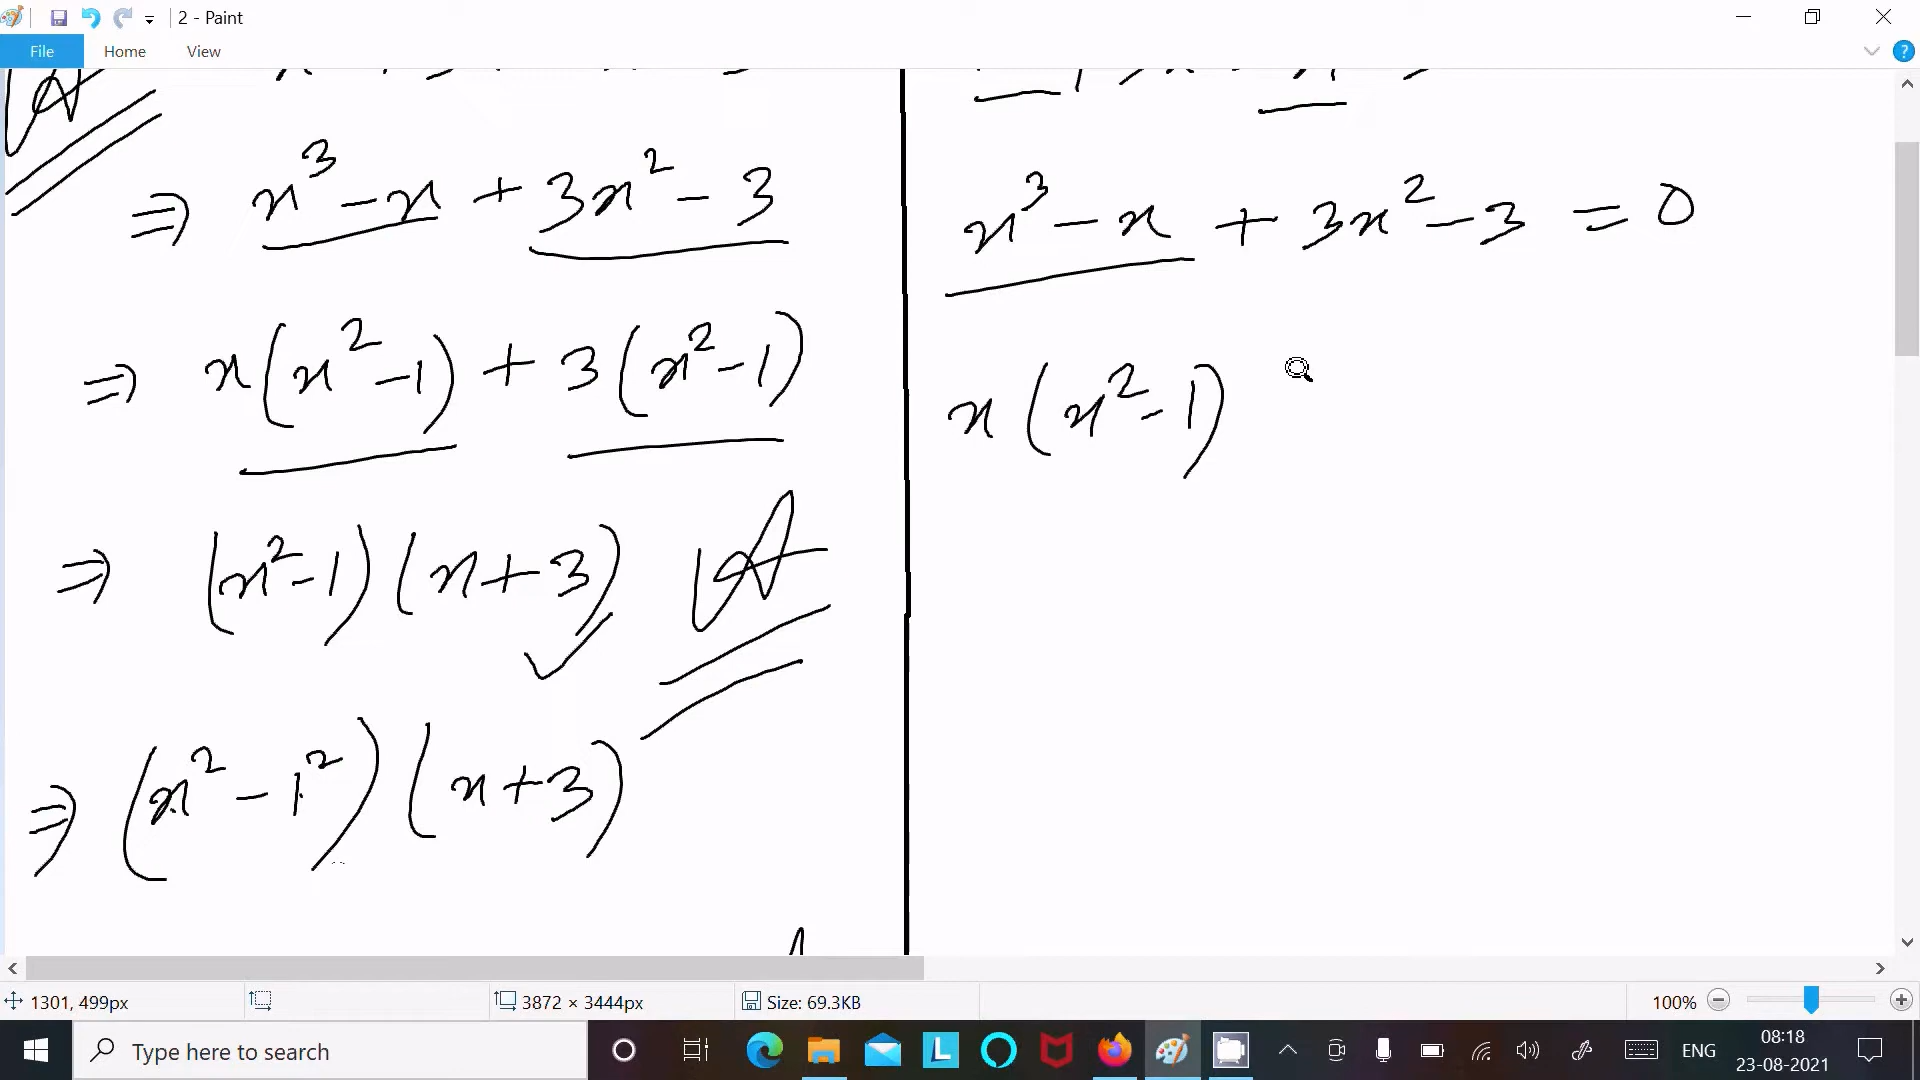 2 - Paint
File Home View
⇒ x³ - x + 3x² - 3
⇒ x(x² - 1) + 3(x² - 1)
⇒ (x² - 1)(x + 3)
⇒ (x² - 1²)(x + 3)
x³ - x + 3x² - 3 = 0
x(x² - 1)
1301, 499px
3872 × 3444px
Size: 69.3KB
100%
Type here to search
ENG
08:18
23-08-2021